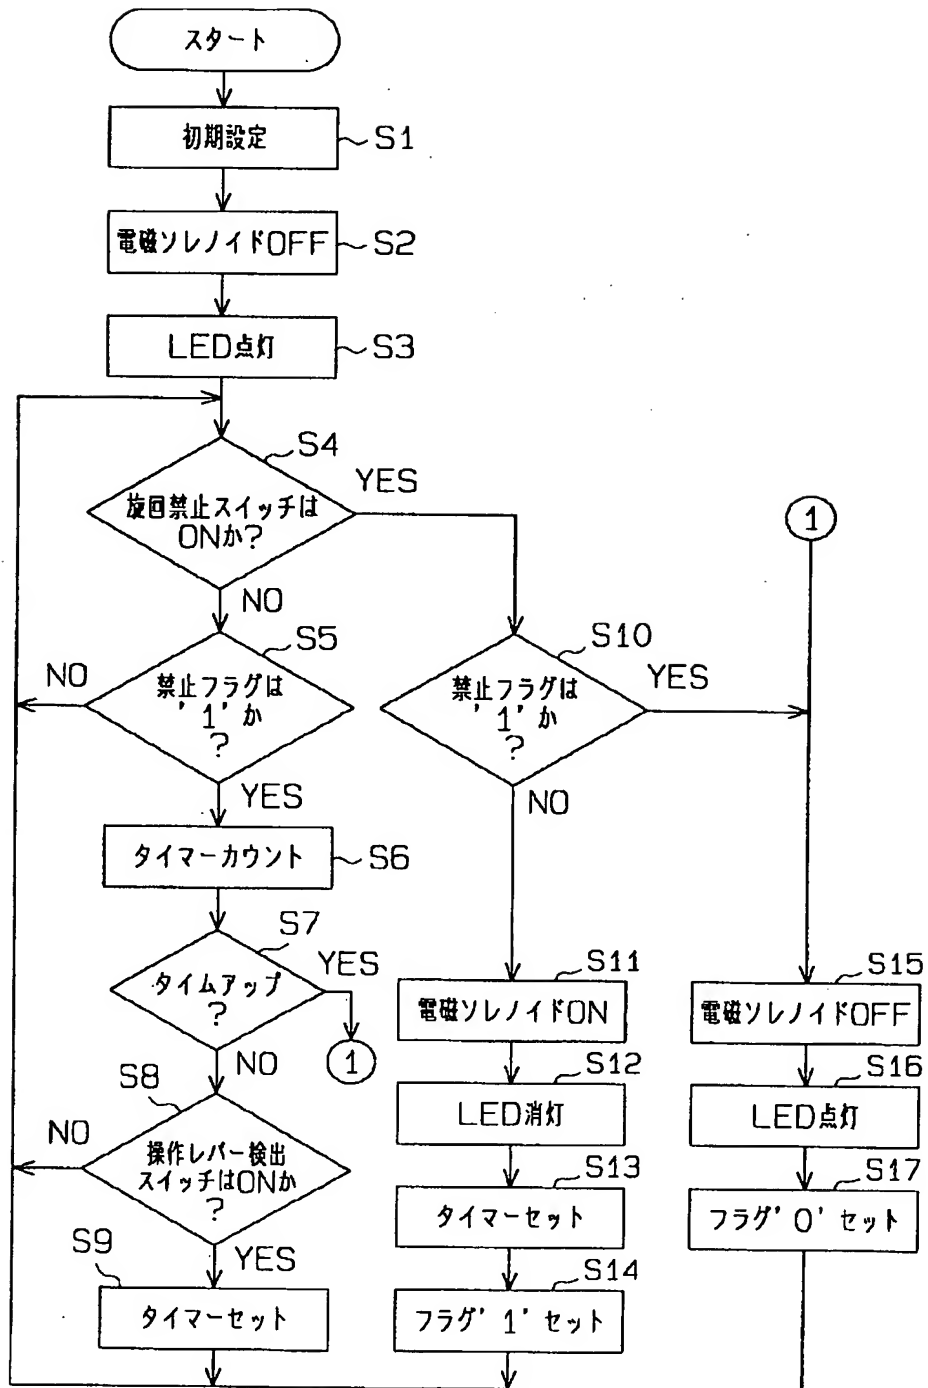 スタート
初期設定
S1
電磁ソレノイドOFF
S2
LED点灯
S3
S4
旋回禁止スイッチは
ONか?
YES
NO
S5
禁止フラグは
'1'か
?
NO
YES
タイマーカウント
S6
S7
タイムアップ
?
YES
1
NO
S8
操作レバー検出
スイッチはONか
?
NO
YES
S9
タイマーセット
S10
禁止フラグは
'1'か
?
YES
NO
S11
電磁ソレノイドON
S12
LED消灯
S13
タイマーセット
S14
フラグ'1'セット
1
S15
電磁ソレノイドOFF
S16
LED点灯
S17
フラグ'0'セット